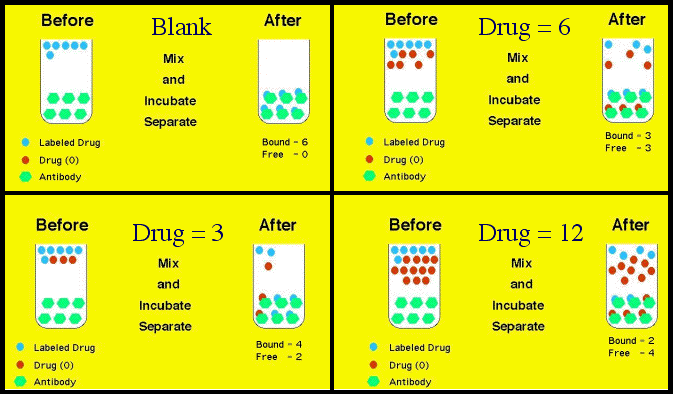 Before Blank After
Mix
and
Incubate
Separate
Labeled Drug
Drug (0)
Antibody
Bound = 6
Free = 0
Before Drug = 6 After
Mix
and
Incubate
Separate
Labeled Drug
Drug (0)
Antibody
Bound = 3
Free = 3
Before Drug = 3 After
Mix
and
Incubate
Separate
Labeled Drug
Drug (0)
Antibody
Bound = 4
Free = 2
Before Drug = 12 After
Mix
and
Incubate
Separate
Labeled Drug
Drug (0)
Antibody
Bound = 2
Free = 4